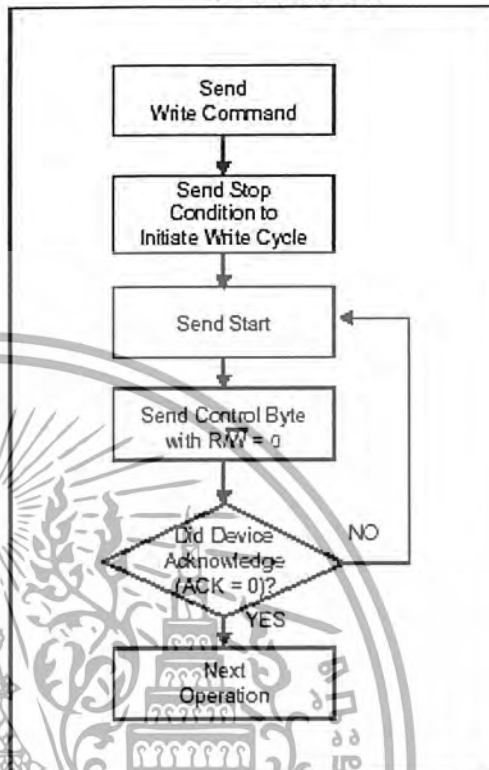 Send
Write Command
Send Stop
Condition to
Initiate Write Cycle
Send Start
Send Control Byte
with R/W̅ = 0
Did Device
Acknowledge
(ACK = 0)?
NO
YES
Next
Operation